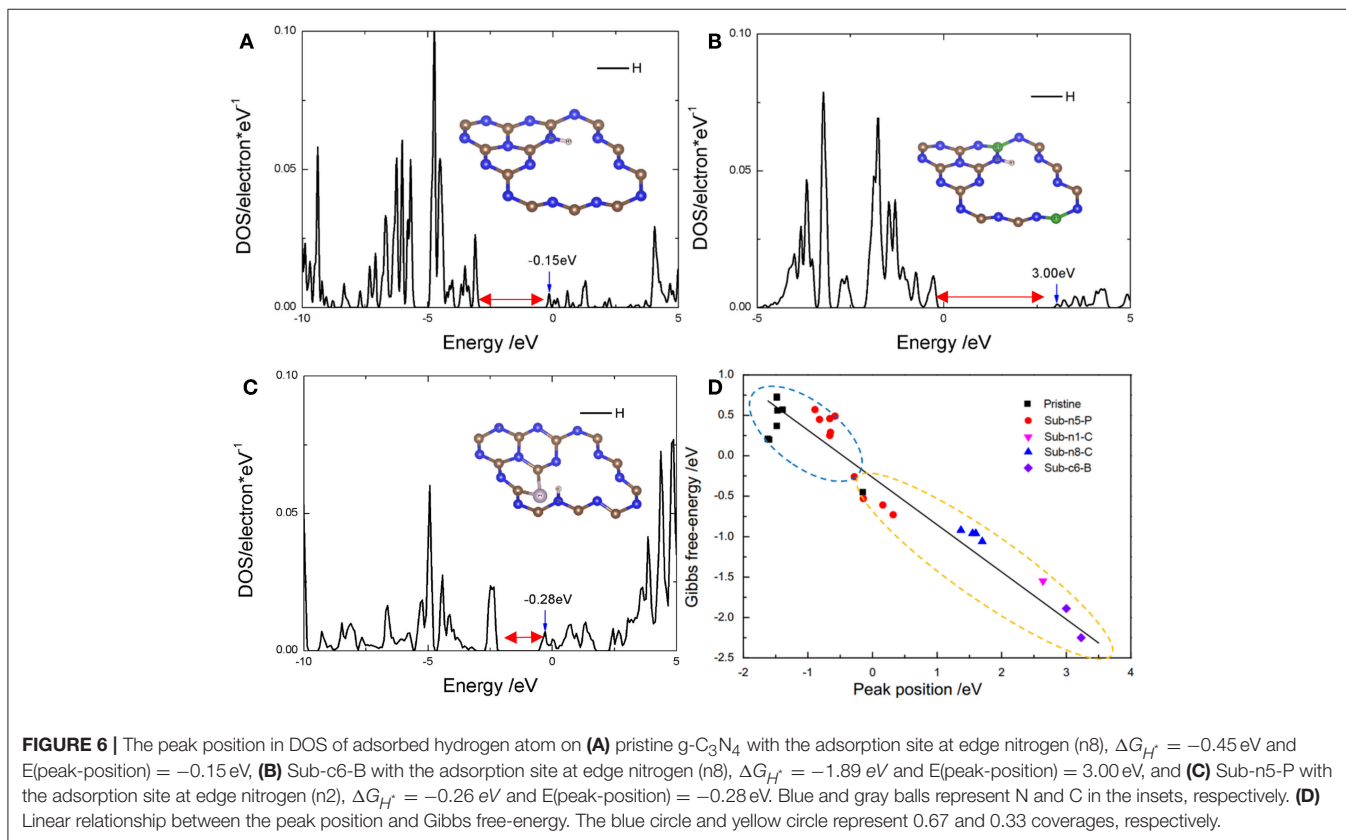 A
0.10
H
DOS/electron*eV⁻¹
0.05
-0.15eV
0.00
-10
-5
0
5
Energy /eV
B
0.10
H
DOS/elctron*eV⁻¹
0.05
3.00eV
0.00
-5
0
5
Energy /eV
C
0.10
H
DOS/electron*eV⁻¹
0.05
-0.28eV
0.00
-10
-5
0
5
Energy /eV
D
1.0
0.5
0.0
-0.5
-1.0
-1.5
-2.0
-2.5
Gibbs free-energy /eV
Pristine
Sub-n5-P
Sub-n1-C
Sub-n8-C
Sub-c6-B
-2
-1
0
1
2
3
4
Peak position /eV
FIGURE 6 | The peak position in DOS of adsorbed hydrogen atom on (A) pristine g-C₃N₄ with the adsorption site at edge nitrogen (n8), ΔG_H* = −0.45 eV and
E(peak-position) = −0.15 eV, (B) Sub-c6-B with the adsorption site at edge nitrogen (n8), ΔG_H* = −1.89 eV and E(peak-position) = 3.00 eV, and (C) Sub-n5-P with
the adsorption site at edge nitrogen (n2), ΔG_H* = −0.26 eV and E(peak-position) = −0.28 eV. Blue and gray balls represent N and C in the insets, respectively. (D)
Linear relationship between the peak position and Gibbs free-energy. The blue circle and yellow circle represent 0.67 and 0.33 coverages, respectively.